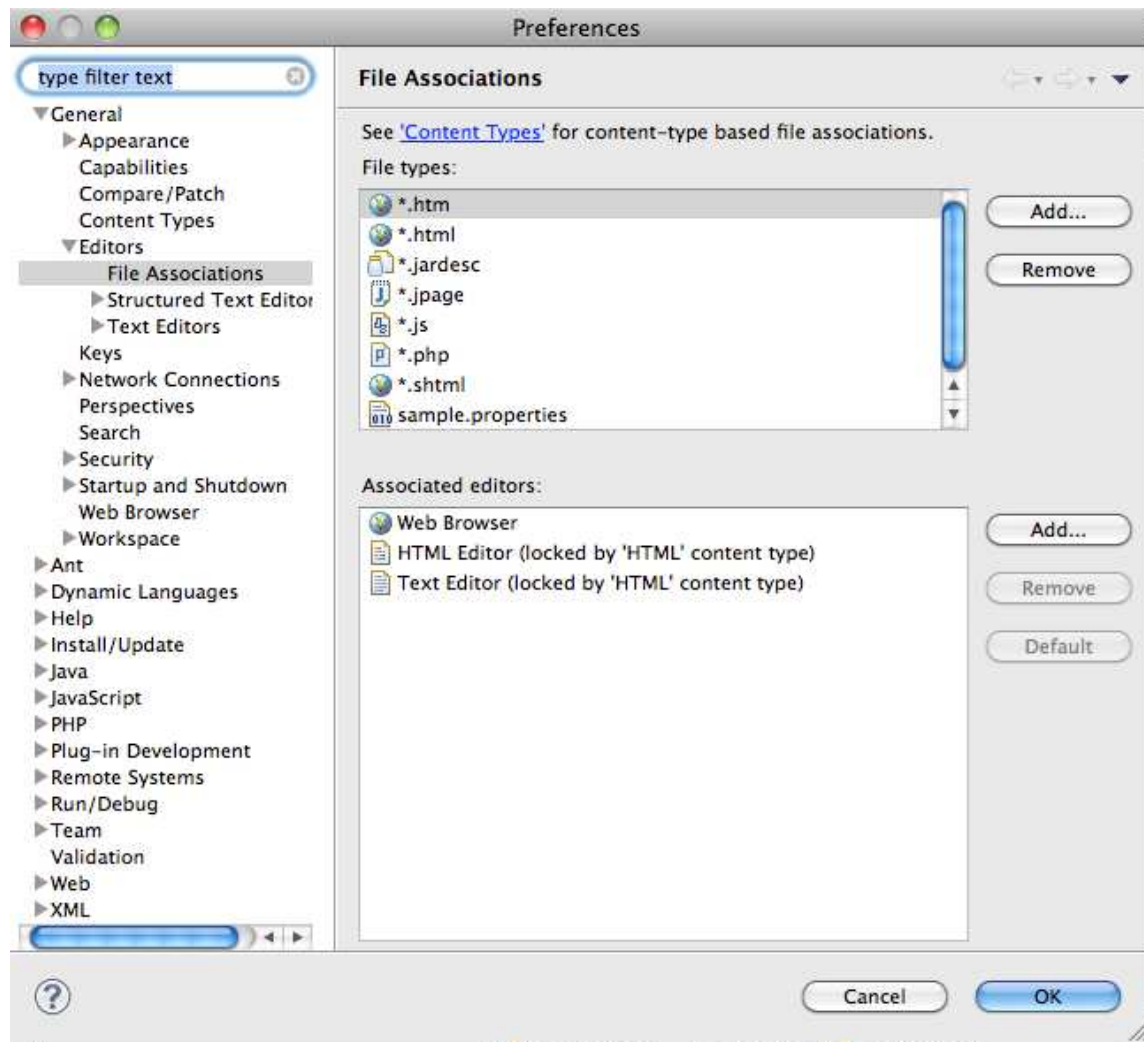 Preferences
type filter text
General
Appearance
Capabilities
Compare/Patch
Content Types
Editors
File Associations
Structured Text Editor
Text Editors
Keys
Network Connections
Perspectives
Search
Security
Startup and Shutdown
Web Browser
Workspace
Ant
Dynamic Languages
Help
Install/Update
Java
JavaScript
PHP
Plug-in Development
Remote Systems
Run/Debug
Team
Validation
Web
XML
File Associations
See 'Content Types' for content-type based file associations.
File types:
*.htm
*.html
*.jardesc
*.jpage
*.js
*.php
*.shtml
sample.properties
Add...
Remove
Associated editors:
Web Browser
HTML Editor (locked by 'HTML' content type)
Text Editor (locked by 'HTML' content type)
Add...
Remove
Default
?
Cancel
OK